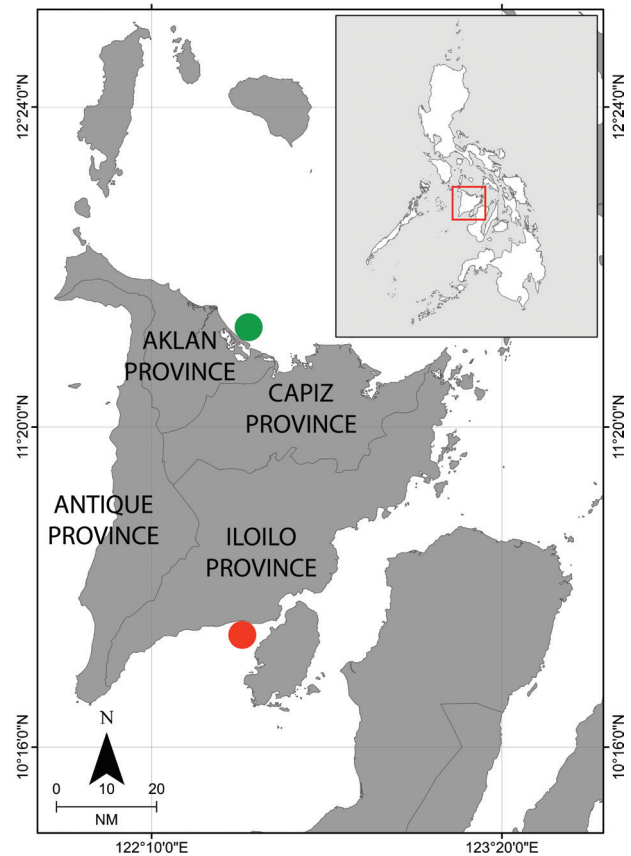 12°24'0"N
12°24'0"N
AKLAN
PROVINCE
CAPIZ
PROVINCE
11°20'0"N
11°20'0"N
ANTIQUE
PROVINCE
ILOILO
PROVINCE
10°16'0"N
10°16'0"N
N
0 10 20
NM
122°10'0"E
123°20'0"E